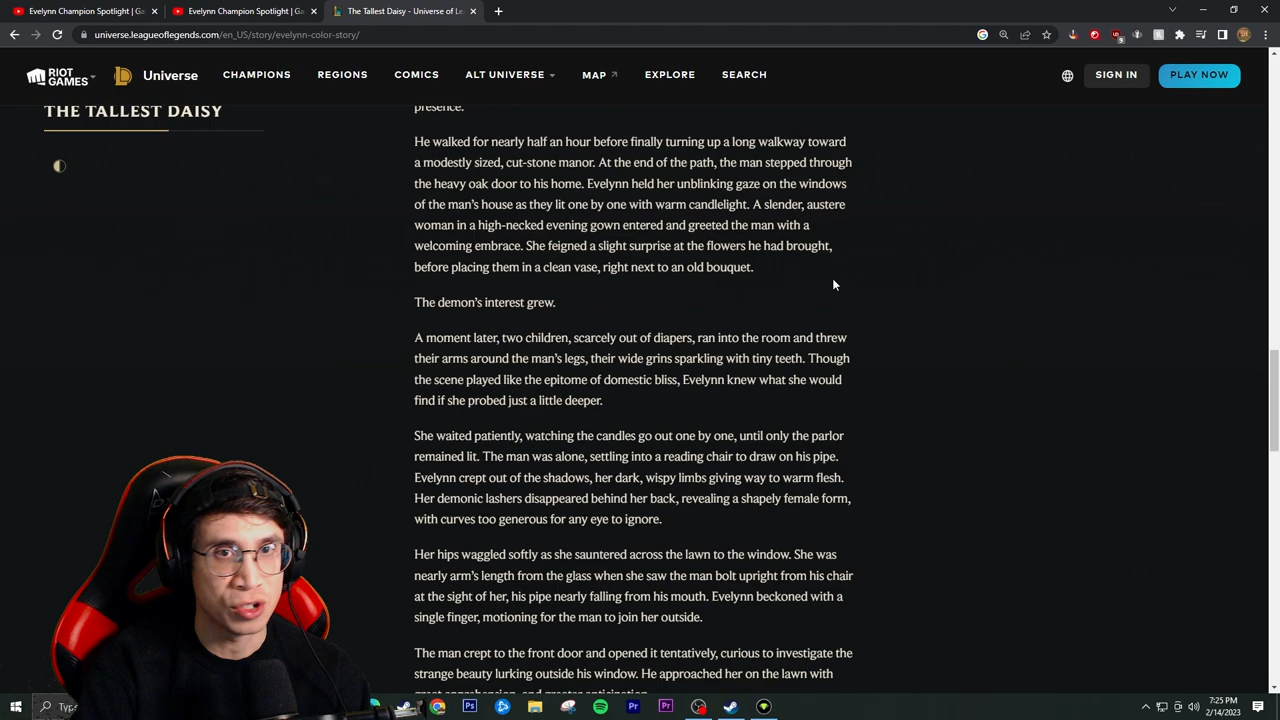 Evelynn Champion Spotlight | Ga
Evelynn Champion Spotlight | Ga
The Tallest Daisy - Universe of Le
universe.leagueoflegends.com/en_US/story/evelynn-color-story/
RIOT GAMES
Universe
CHAMPIONS
REGIONS
COMICS
ALT UNIVERSE
MAP
EXPLORE
SEARCH
SIGN IN
PLAY NOW
THE TALLEST DAISY
presence.
He walked for nearly half an hour before finally turning up a long walkway toward
a modestly sized, cut-stone manor. At the end of the path, the man stepped through
the heavy oak door to his home. Evelynn held her unblinking gaze on the windows
of the man's house as they lit one by one with warm candlelight. A slender, austere
woman in a high-necked evening gown entered and greeted the man with a
welcoming embrace. She feigned a slight surprise at the flowers he had brought,
before placing them in a clean vase, right next to an old bouquet.
The demon's interest grew.
A moment later, two children, scarcely out of diapers, ran into the room and threw
their arms around the man's legs, their wide grins sparkling with tiny teeth. Though
the scene played like the epitome of domestic bliss, Evelynn knew what she would
find if she probed just a little deeper.
She waited patiently, watching the candles go out one by one, until only the parlor
remained lit. The man was alone, settling into a reading chair to draw on his pipe.
Evelynn crept out of the shadows, her dark, wispy limbs giving way to warm flesh.
Her demonic lashers disappeared behind her back, revealing a shapely female form,
with curves too generous for any eye to ignore.
Her hips waggled softly as she sauntered across the lawn to the window. She was
nearly arm's length from the glass when she saw the man bolt upright from his chair
at the sight of her, his pipe nearly falling from his mouth. Evelynn beckoned with a
single finger, motioning for the man to join her outside.
The man crept to the front door and opened it tentatively, curious to investigate the
strange beauty lurking outside his window. He approached her on the lawn with
great apprehension, and greater anticipation.
Type
7:25 PM
2/14/2023